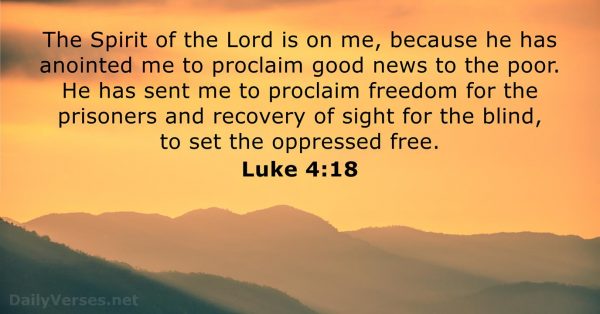 The Spirit of the Lord is on me, because he has
anointed me to proclaim good news to the poor.
He has sent me to proclaim freedom for the
prisoners and recovery of sight for the blind,
to set the oppressed free.
Luke 4:18
DailyVerses.net